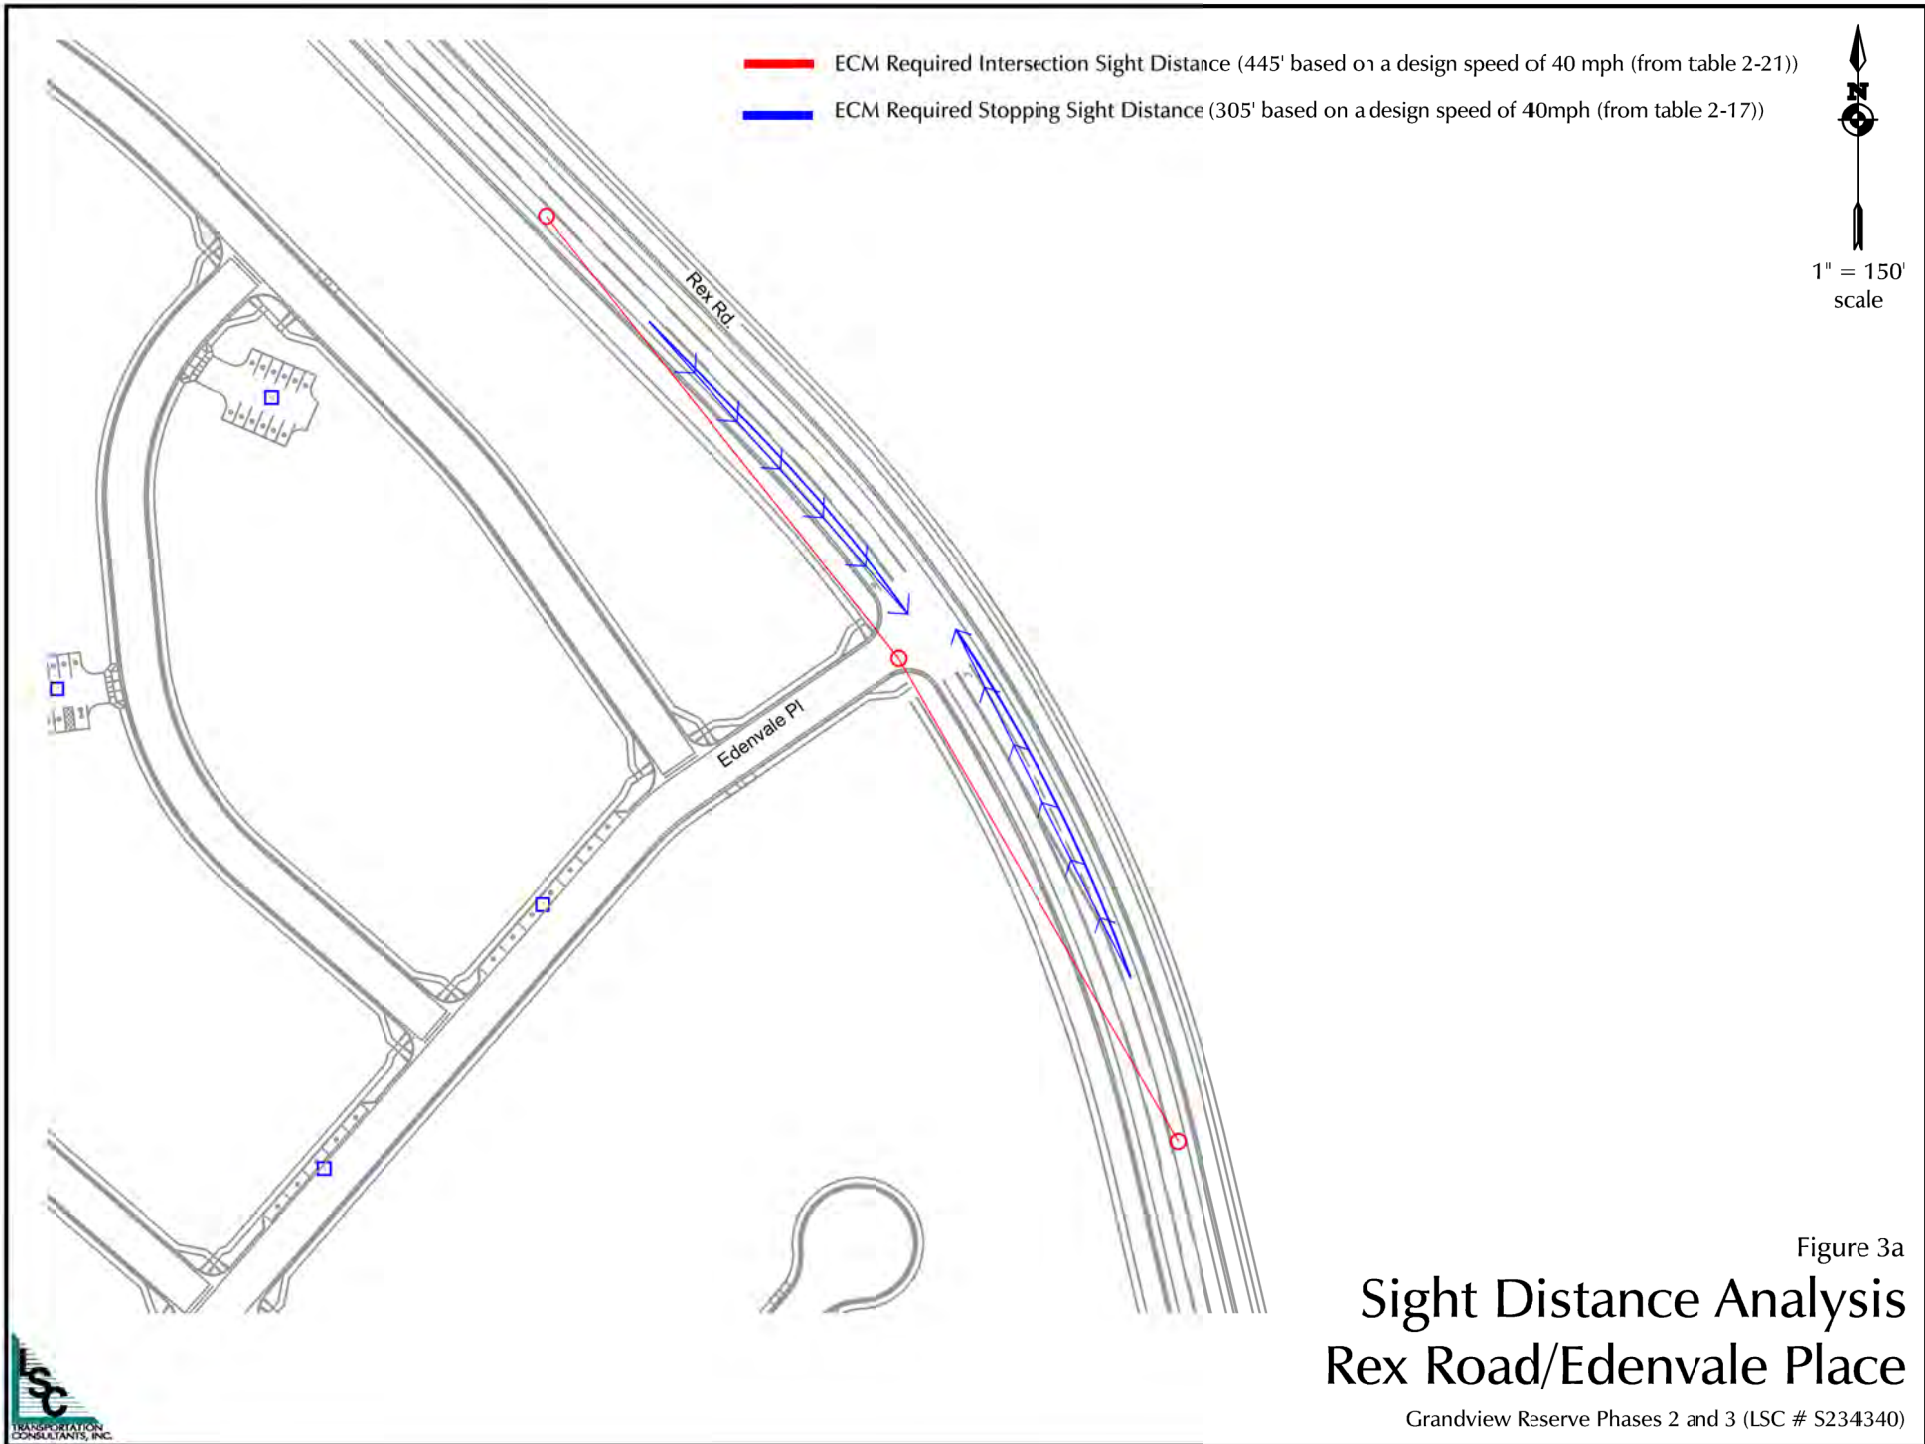 ECM Required Intersection Sight Distance (445' based on a design speed of 40 mph (from table 2-21))
ECM Required Stopping Sight Distance (305' based on a design speed of 40mph (from table 2-17))
N
1" = 150'
scale
Rex Rd.
Edenvale Pl
Figure 3a
Sight Distance Analysis
Rex Road/Edenvale Place
Grandview Reserve Phases 2 and 3 (LSC # S234340)
LSC
TRANSPORTATION
CONSULTANTS, INC.